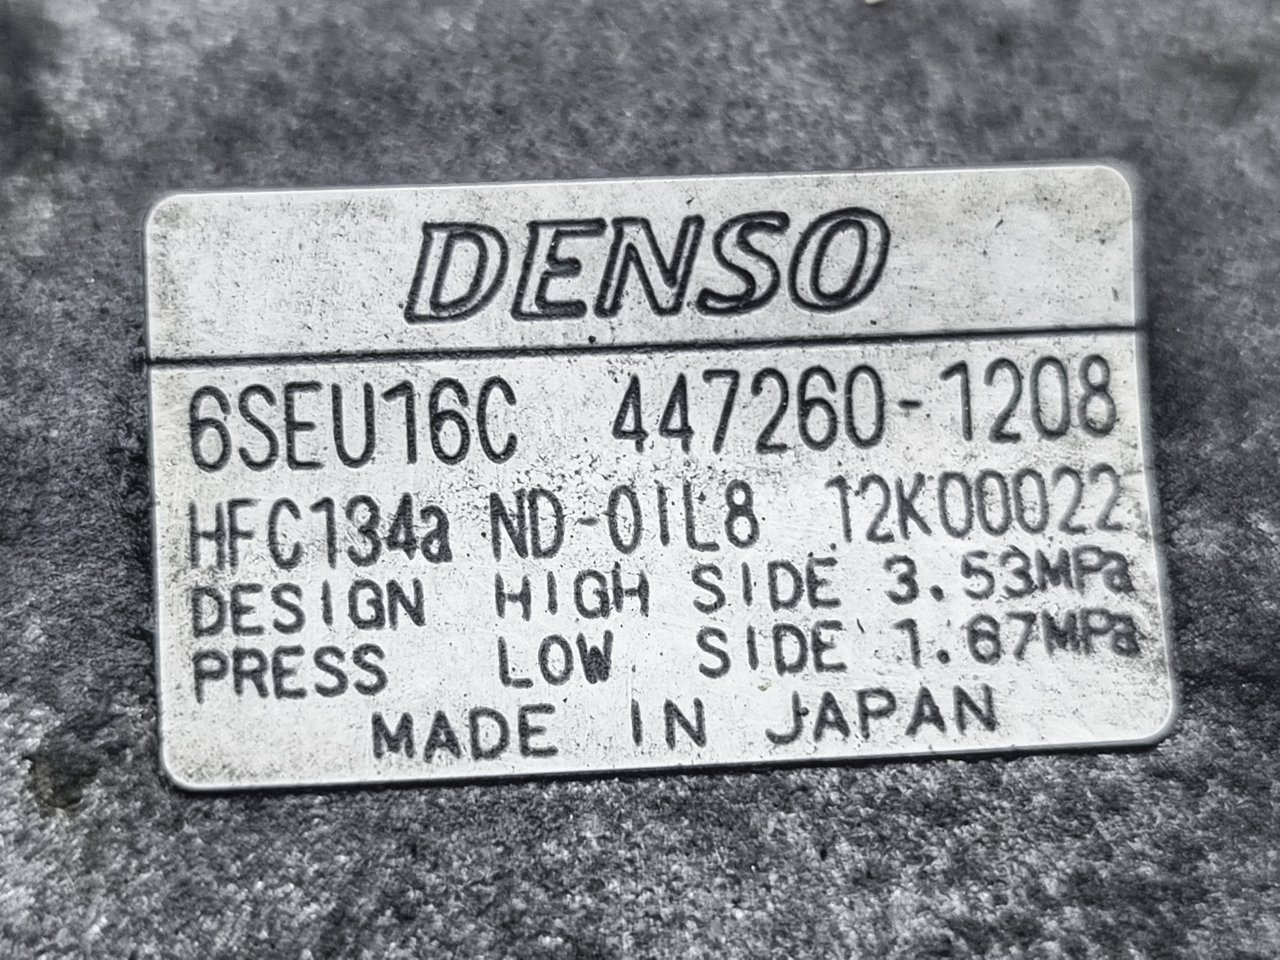 DENSO
6SEU16C 447260-1208
HFC134a ND-OIL8 12K00022
DESIGN HIGH SIDE 3.53MPa
PRESS LOW SIDE 1.67MPa
MADE IN JAPAN